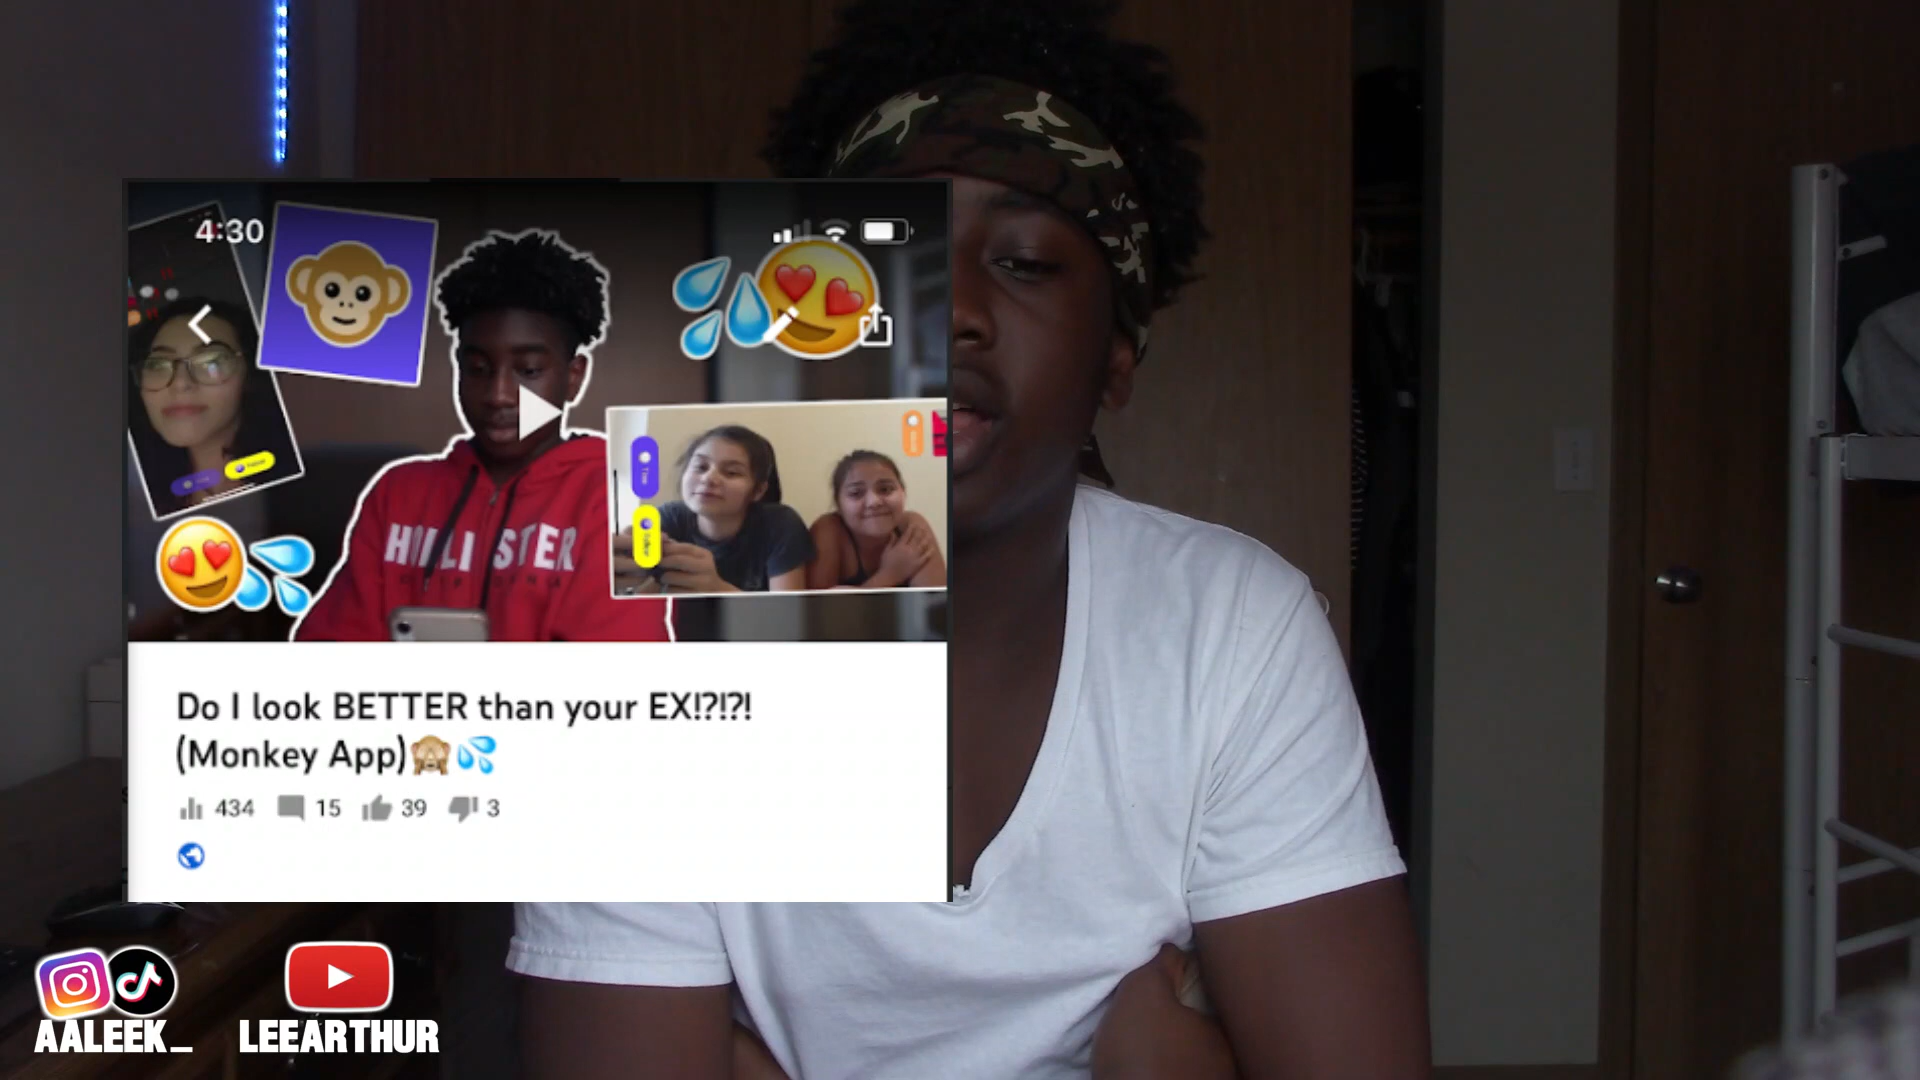 4:30
HOLLISTER
Do I look BETTER than your EX!?!?!
(Monkey App)🙈💦
434 15 39 3
AALEEK_
LEEARTHUR